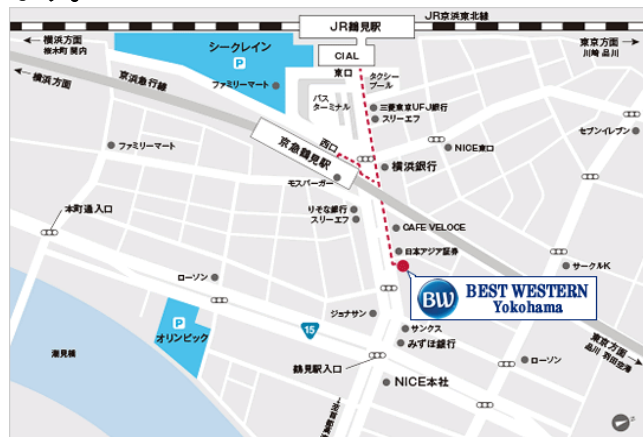 JR鶴見駅
JR京浜東北線
横浜方面
桜木町 関内
シークレイン
P
CIAL
東口
東京方面
川崎 品川
京浜急行線
横浜方面
ファミリーマート
タクシー
プール
バス
ターミナル
三菱東京UFJ銀行
スリーエフ
セブンイレブン
ファミリーマート
西口
NICE東口
京急鶴見駅
横浜銀行
モスバーガー
本町通入口
りそな銀行
スリーエフ
CAFE VELOCE
日本アジア証券
サークルK
ローソン
BW
BEST WESTERN
Yokohama
P
オリンピック
ジョナサン
15
サンクス
みずほ銀行
東京方面
品川 羽田空港
潮見橋
鶴見駅入口
ローソン
NICE本社